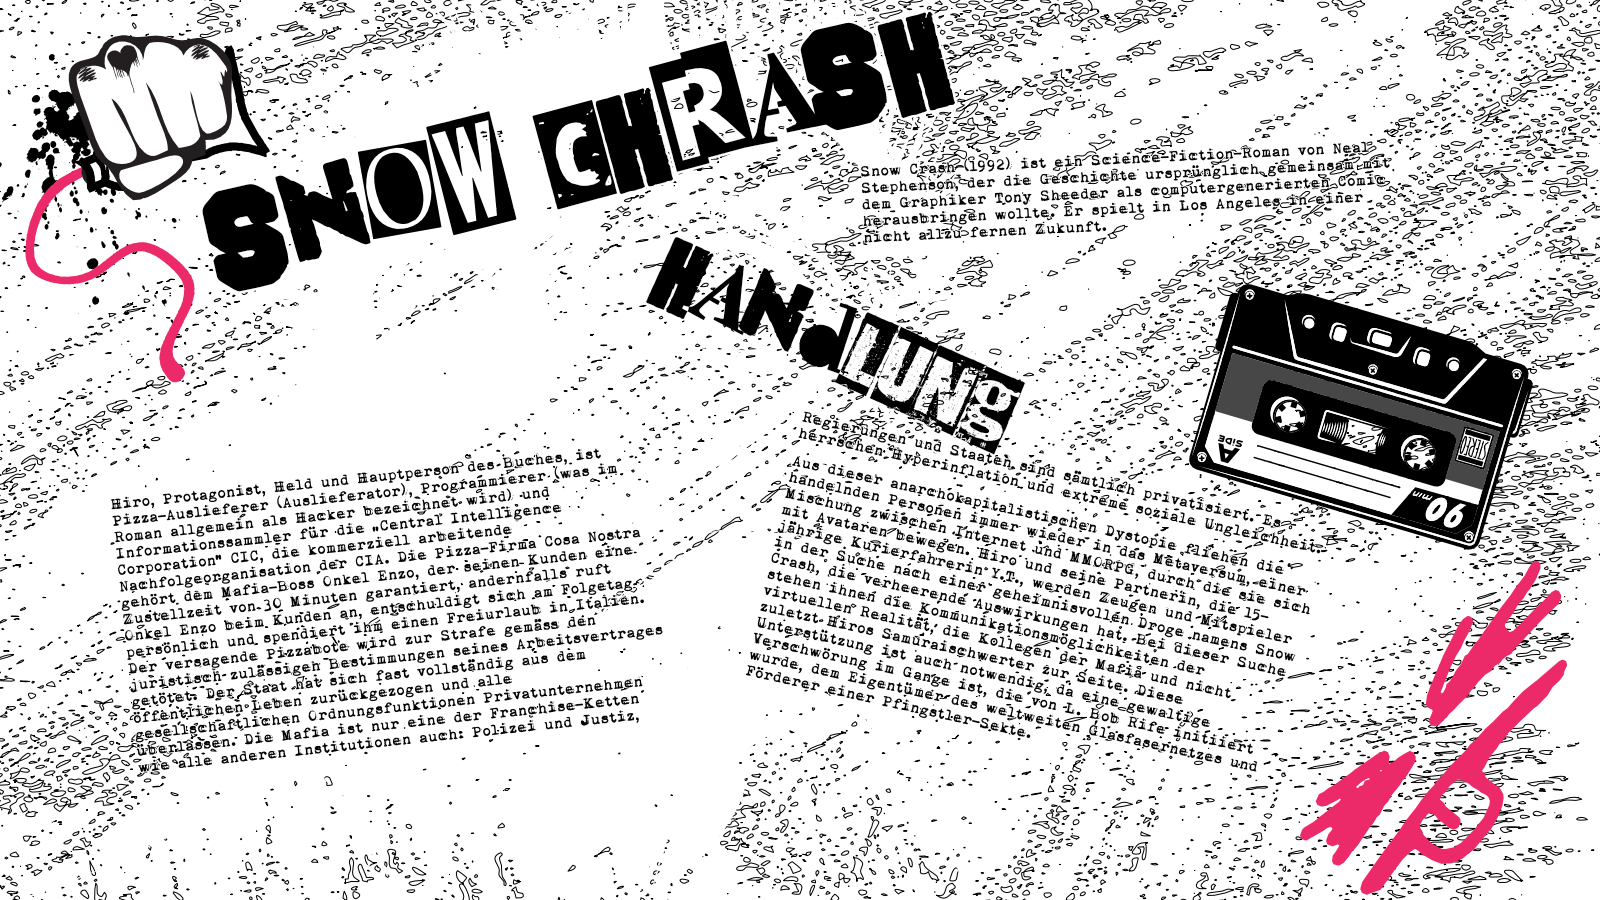 SNOW CHRASH
Snow Crash (1992) ist ein Science-Fiction-Roman von Neal
Stephenson, der die Geschichte ursprünglich gemeinsam mit
dem Graphiker Tony Sheeder als computergenerierten Comic
herausbringen wollte. Er spielt in Los Angeles in einer
nicht allzu fernen Zukunft.
HANdLUNg
Hiro, Protagonist, Held und Hauptperson des Buches, ist
Pizza-Auslieferer (Auslieferator), Programmierer (was im
Roman allgemein als Hacker bezeichnet wird) und
Informationssammler für die "Central Intelligence
Corporation" CIC, die kommerziell arbeitende
Nachfolgeorganisation der CIA. Die Pizza-Firma Cosa Nostra
gehört dem Mafia-Boss Onkel Enzo, der seinen Kunden eine
Zustellzeit von 30 Minuten garantiert, andernfalls ruft
Onkel Enzo beim Kunden an, entschuldigt sich am Folgetag
persönlich und spendiert ihm einen Freiurlaub in Italien.
Der versagende Pizzabote wird zur Strafe gemäss den
juristisch zulässigen Bestimmungen seines Arbeitsvertrages
getötet. Der Staat hat sich fast vollständig aus dem
öffentlichen Leben zurückgezogen und alle
gesellschaftlichen Ordnungsfunktionen Privatunternehmen
überlassen. Die Mafia ist nur eine der Franchise-Ketten
wie alle anderen Institutionen auch: Polizei und Justiz,
Regierungen und Staaten sind sämtlich privatisiert. Es
herrschen Hyperinflation und extreme soziale Ungleichheit.
Aus dieser anarchokapitalistischen Dystopie fliehen die
handelnden Personen immer wieder in das Metaversum, einer
Mischung zwischen Internet und MMORPG, durch die sie sich
mit Avataren bewegen. Hiro und seine Partnerin, die 15-
jährige Kurierfahrerin Y.T., werden Zeugen und Mitspieler
in der Suche nach einer geheimnisvollen Droge namens Snow
Crash, die verheerende Auswirkungen hat. Bei dieser Suche
stehen ihnen die Kommunikationsmöglichkeiten der
virtuellen Realität, die Kollegen der Mafia und nicht
zuletzt Hiros Samuraischwerter zur Seite. Diese
Unterstützung ist auch notwendig, da eine gewaltige
Verschwörung im Gange ist, die von L. Bob Rife initiiert
wurde, dem Eigentümer des weltweiten Glasfasernetzes und
Förderer einer Pfingstler-Sekte.
STEREO
A SIDE
90 min